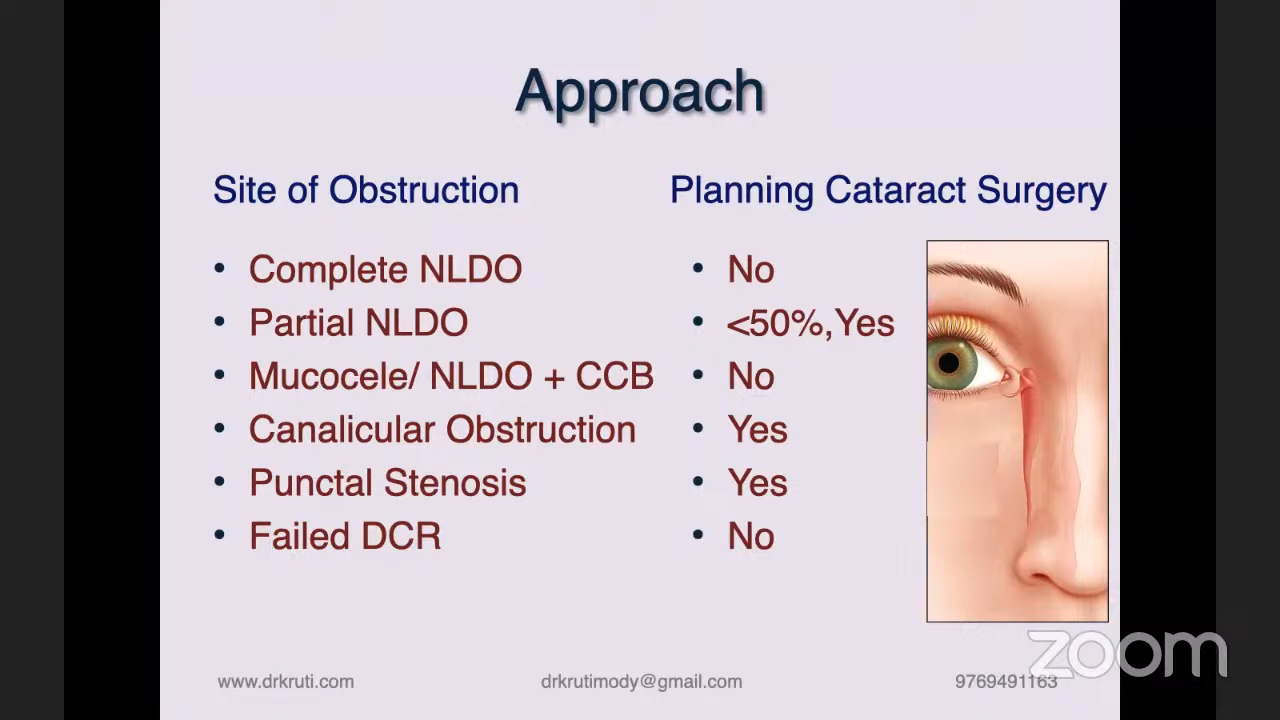 Approach
Site of Obstruction
Planning Cataract Surgery
• Complete NLDO
• No
• Partial NLDO
• <50%,Yes
• Mucocele/ NLDO + CCB
• No
• Canalicular Obstruction
• Yes
• Punctal Stenosis
• Yes
• Failed DCR
• No
zoom
www.drkruti.com
drkrutimody@gmail.com
9769491163